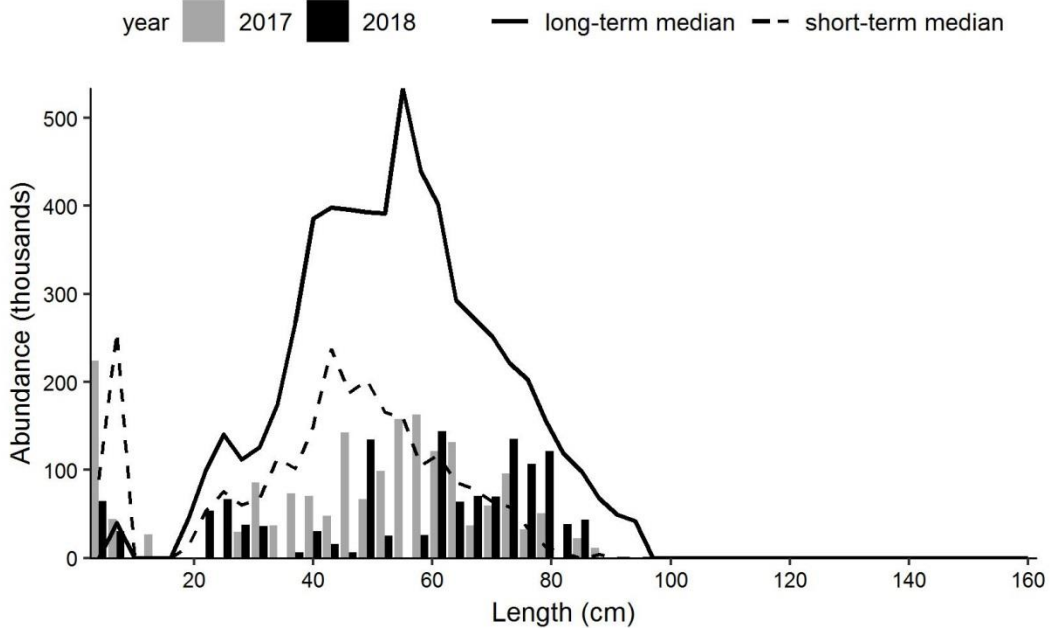 year 2017 2018 long-term median short-term median
Abundance (thousands)
500
400
300
200
100
0
20 40 60 80 100 120 140 160
Length (cm)